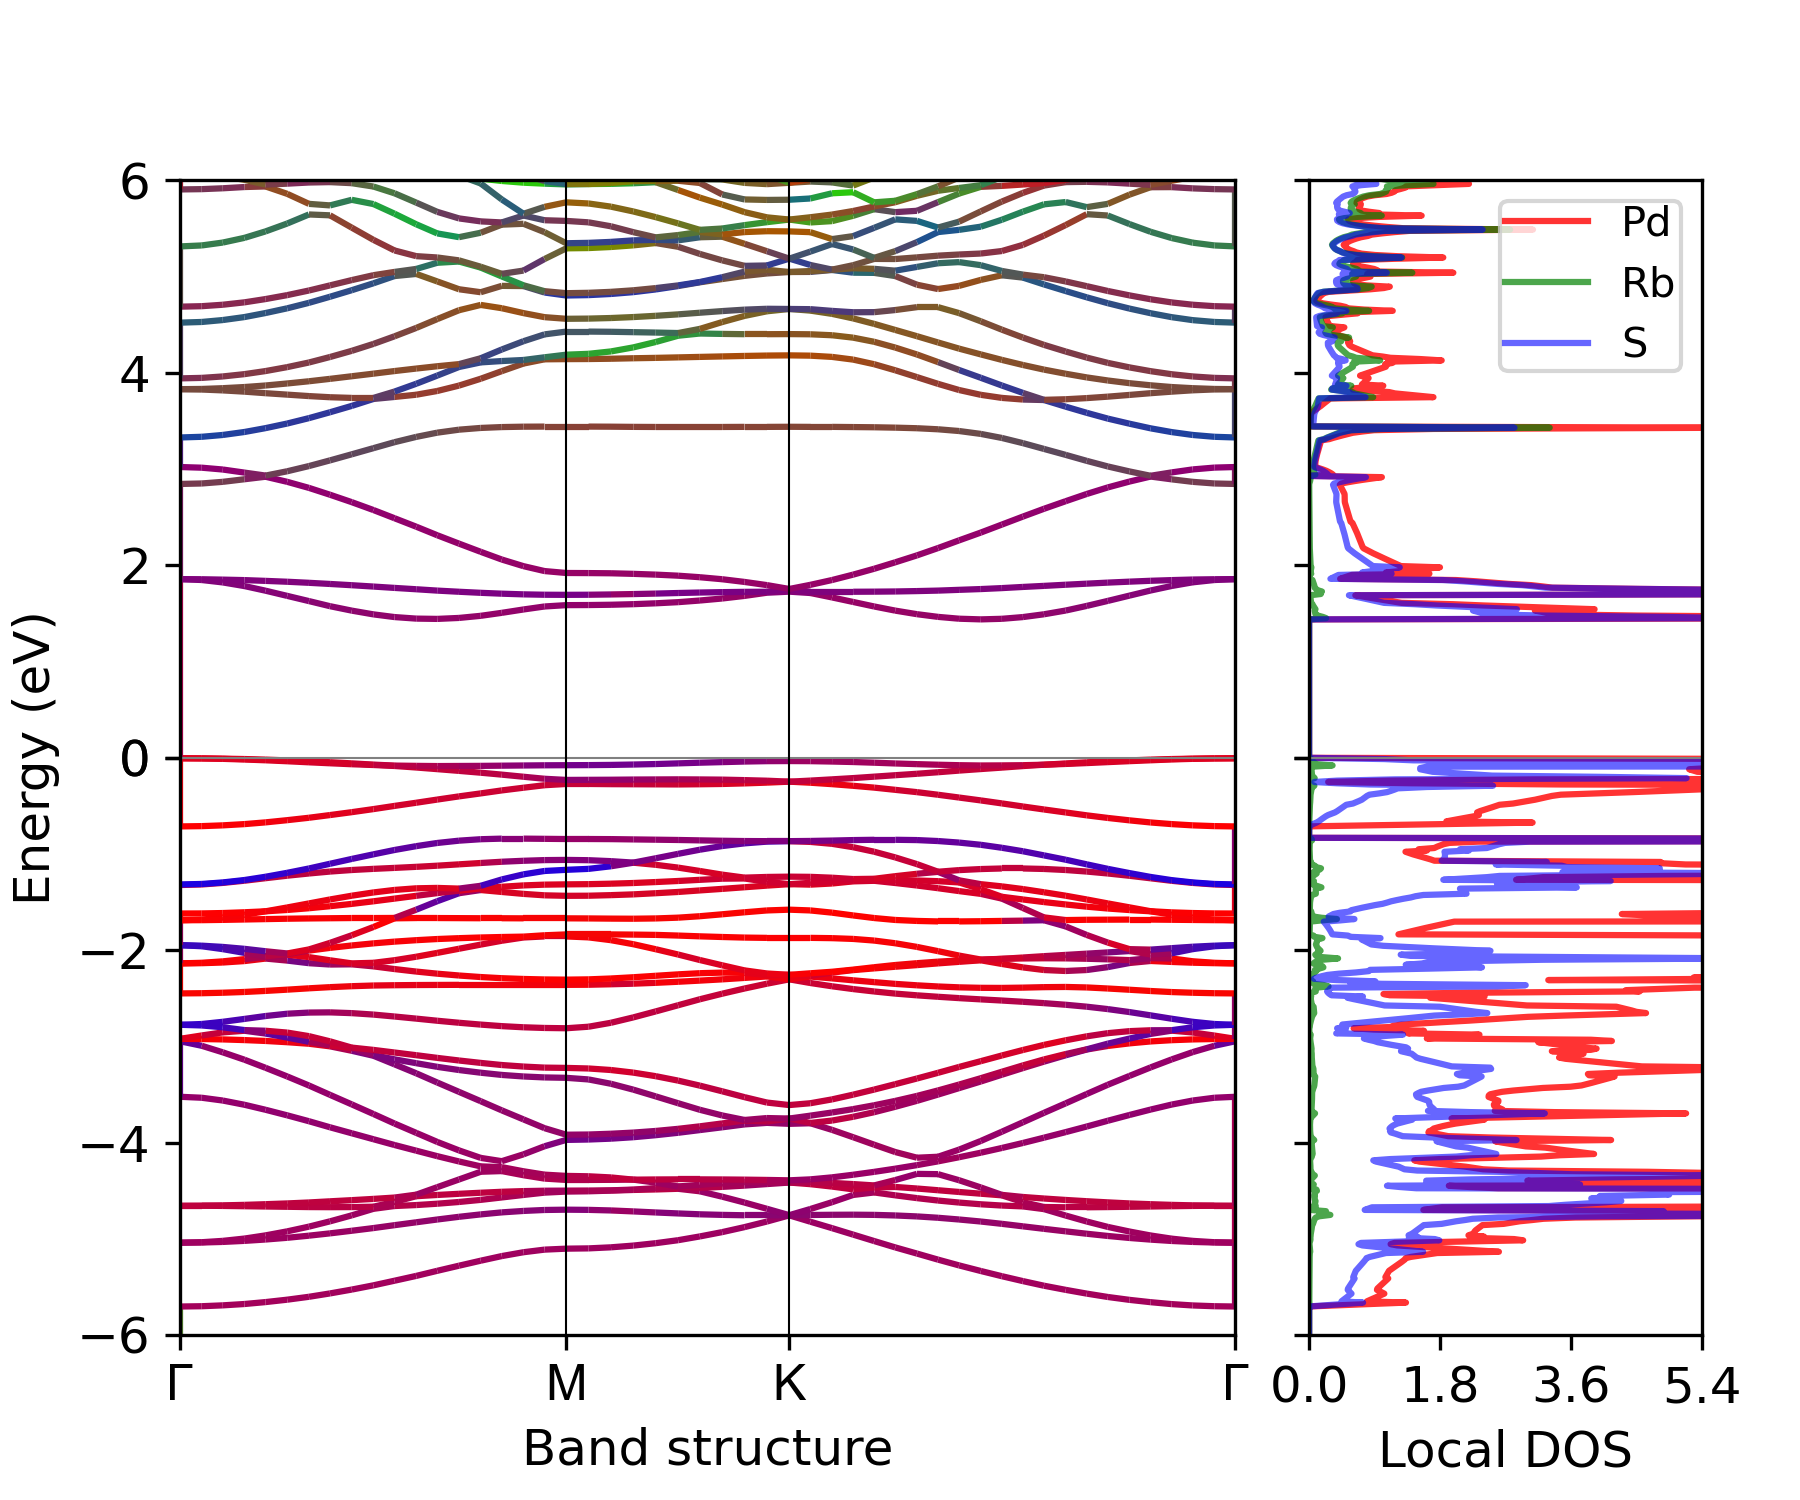 6
4
2
0
−2
−4
−6
Energy (eV)
Γ
M
K
Γ
Band structure
Pd
Rb
S
0.0
1.8
3.6
5.4
Local DOS